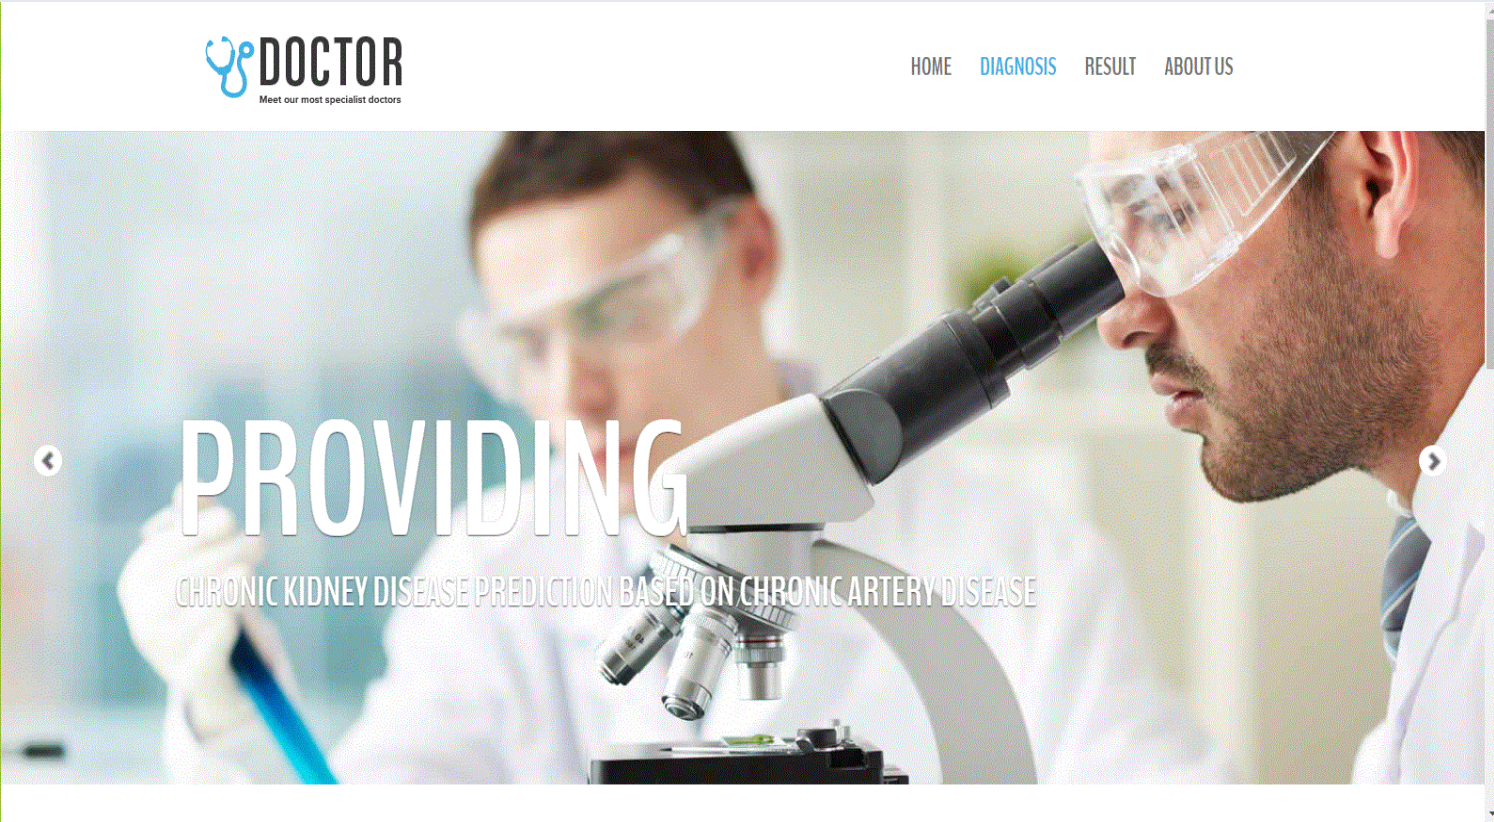 DOCTOR
Meet our most specialist doctors
HOME DIAGNOSIS RESULT ABOUT US
PROVIDING
CHRONIC KIDNEY DISEASE PREDICTION BASED ON CHRONIC ARTERY DISEASE